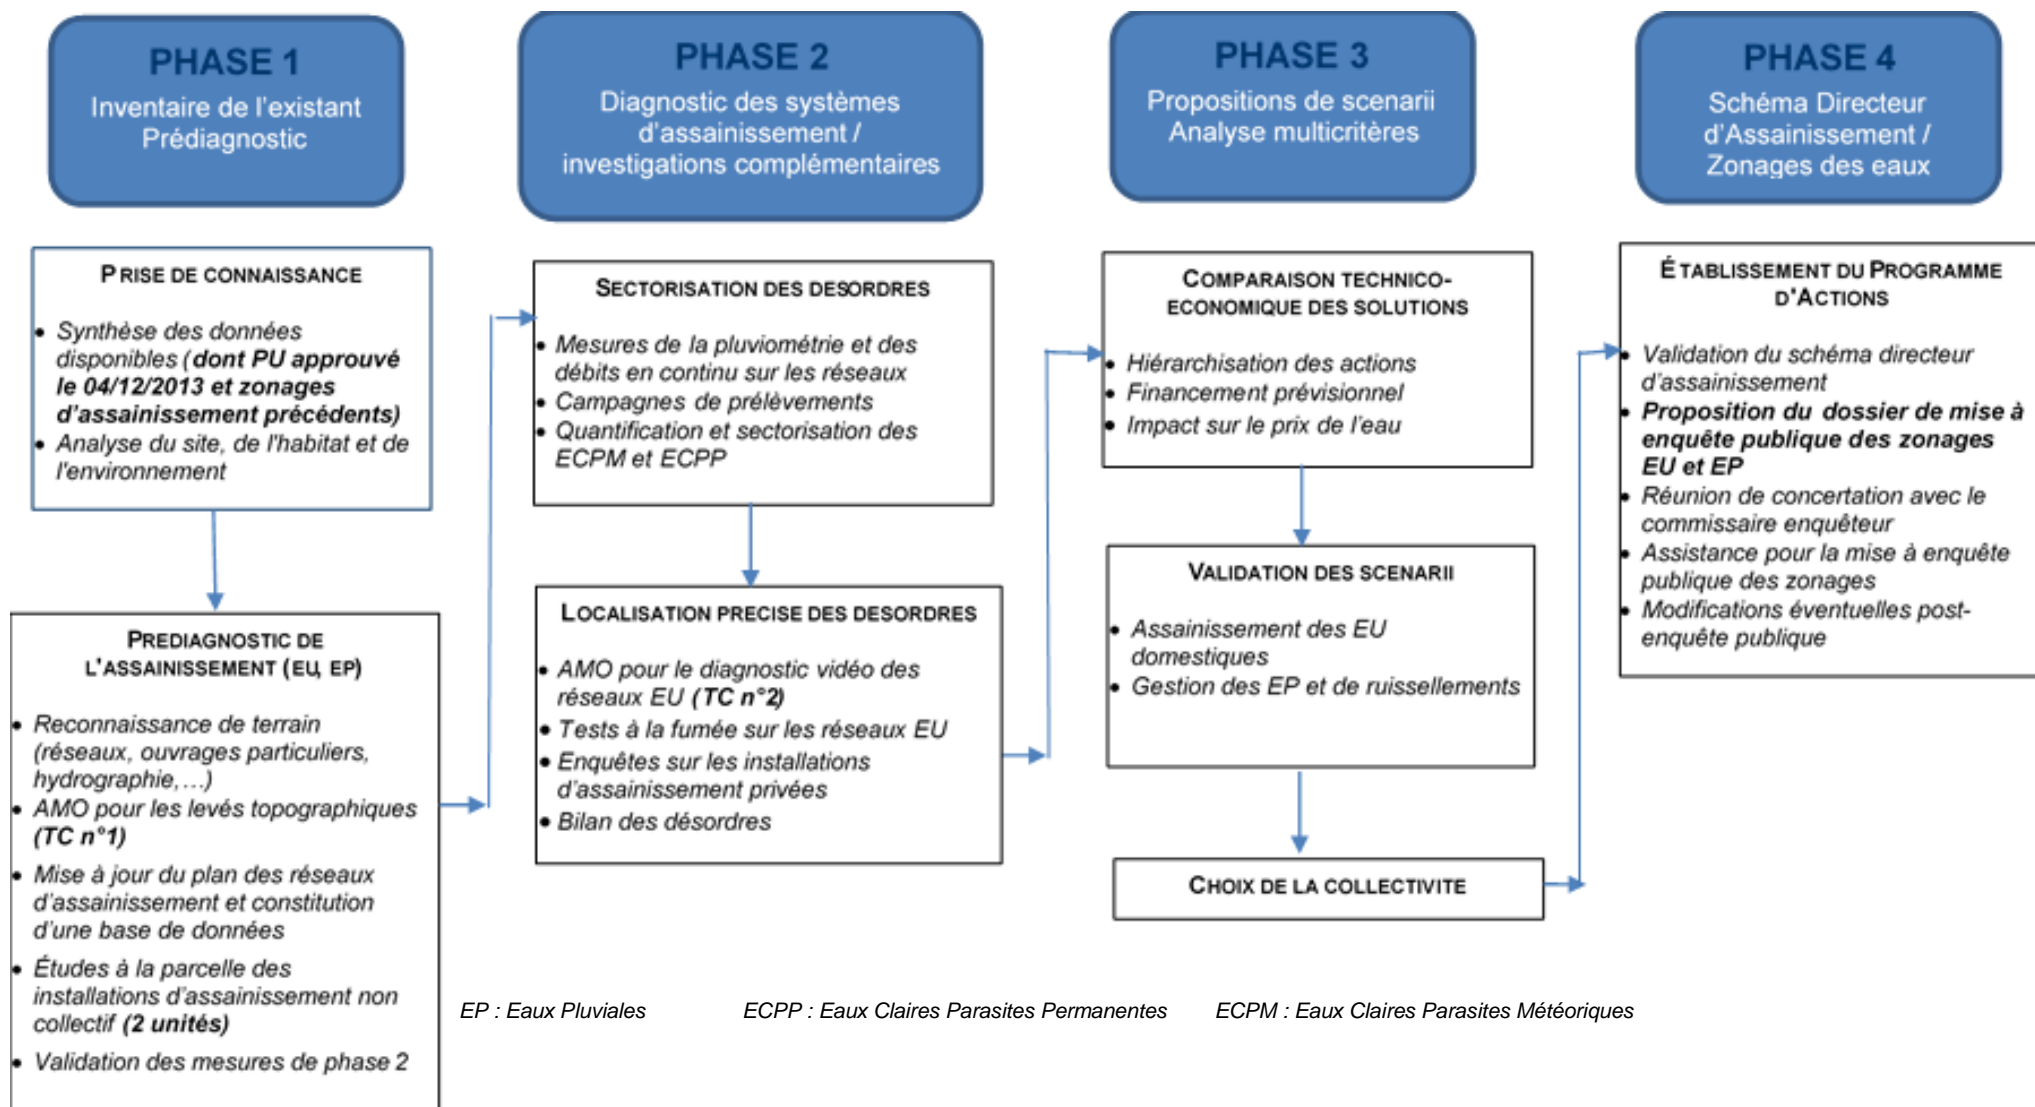 PHASE 1
Inventaire de l'existant
Prédiagnostic
PRISE DE CONNAISSANCE
• Synthèse des données
disponibles (dont PU approuvé
le 04/12/2013 et zonages
d'assainissement précédents)
• Analyse du site, de l'habitat et de
l'environnement
PREDIAGNOSTIC DE
L'ASSAINISSEMENT (EU, EP)
• Reconnaissance de terrain
(réseaux, ouvrages particuliers,
hydrographie,…)
• AMO pour les levés topographiques
(TC n°1)
• Mise à jour du plan des réseaux
d'assainissement et constitution
d'une base de données
• Études à la parcelle des
installations d'assainissement non
collectif (2 unités)
• Validation des mesures de phase 2
PHASE 2
Diagnostic des systèmes
d'assainissement /
investigations complémentaires
SECTORISATION DES DESORDRES
• Mesures de la pluviométrie et des
débits en continu sur les réseaux
• Campagnes de prélèvements
• Quantification et sectorisation des
ECPM et ECPP
LOCALISATION PRECISE DES DESORDRES
• AMO pour le diagnostic vidéo des
réseaux EU (TC n°2)
• Tests à la fumée sur les réseaux EU
• Enquêtes sur les installations
d'assainissement privées
• Bilan des désordres
PHASE 3
Propositions de scenarii
Analyse multicritères
COMPARAISON TECHNICO-
ECONOMIQUE DES SOLUTIONS
• Hiérarchisation des actions
• Financement prévisionnel
• Impact sur le prix de l'eau
VALIDATION DES SCENARII
• Assainissement des EU
domestiques
• Gestion des EP et de ruissellements
CHOIX DE LA COLLECTIVITE
PHASE 4
Schéma Directeur
d'Assainissement /
Zonages des eaux
ÉTABLISSEMENT DU PROGRAMME
D'ACTIONS
• Validation du schéma directeur
d'assainissement
• Proposition du dossier de mise à
enquête publique des zonages
EU et EP
• Réunion de concertation avec le
commissaire enquêteur
• Assistance pour la mise à enquête
publique des zonages
• Modifications éventuelles post-
enquête publique
EP : Eaux Pluviales
ECPP : Eaux Claires Parasites Permanentes
ECPM : Eaux Claires Parasites Météoriques